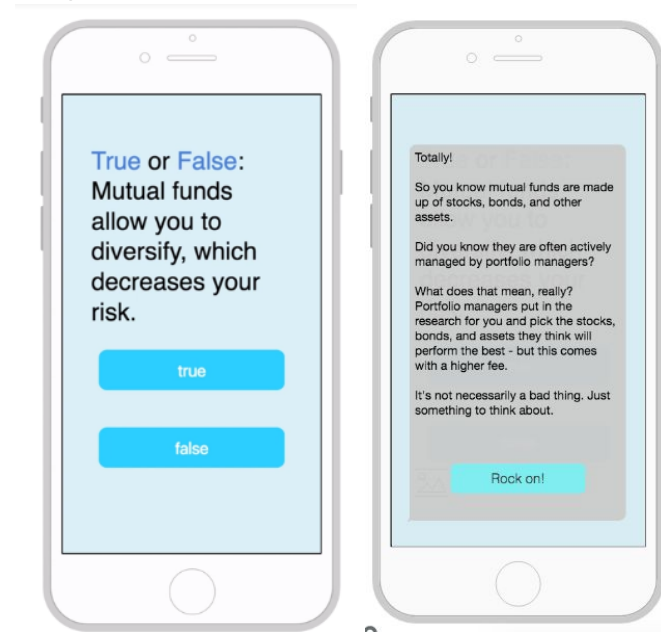 True or False:
Mutual funds
allow you to
diversify, which
decreases your
risk.
true
false
Totally!
So you know mutual funds are made
up of stocks, bonds, and other
assets.
Did you know they are often actively
managed by portfolio managers?
What does that mean, really?
Portfolio managers put in the
research for you and pick the stocks,
bonds, and assets they think will
perform the best - but this comes
with a higher fee.
It's not necessarily a bad thing. Just
something to think about.
Rock on!